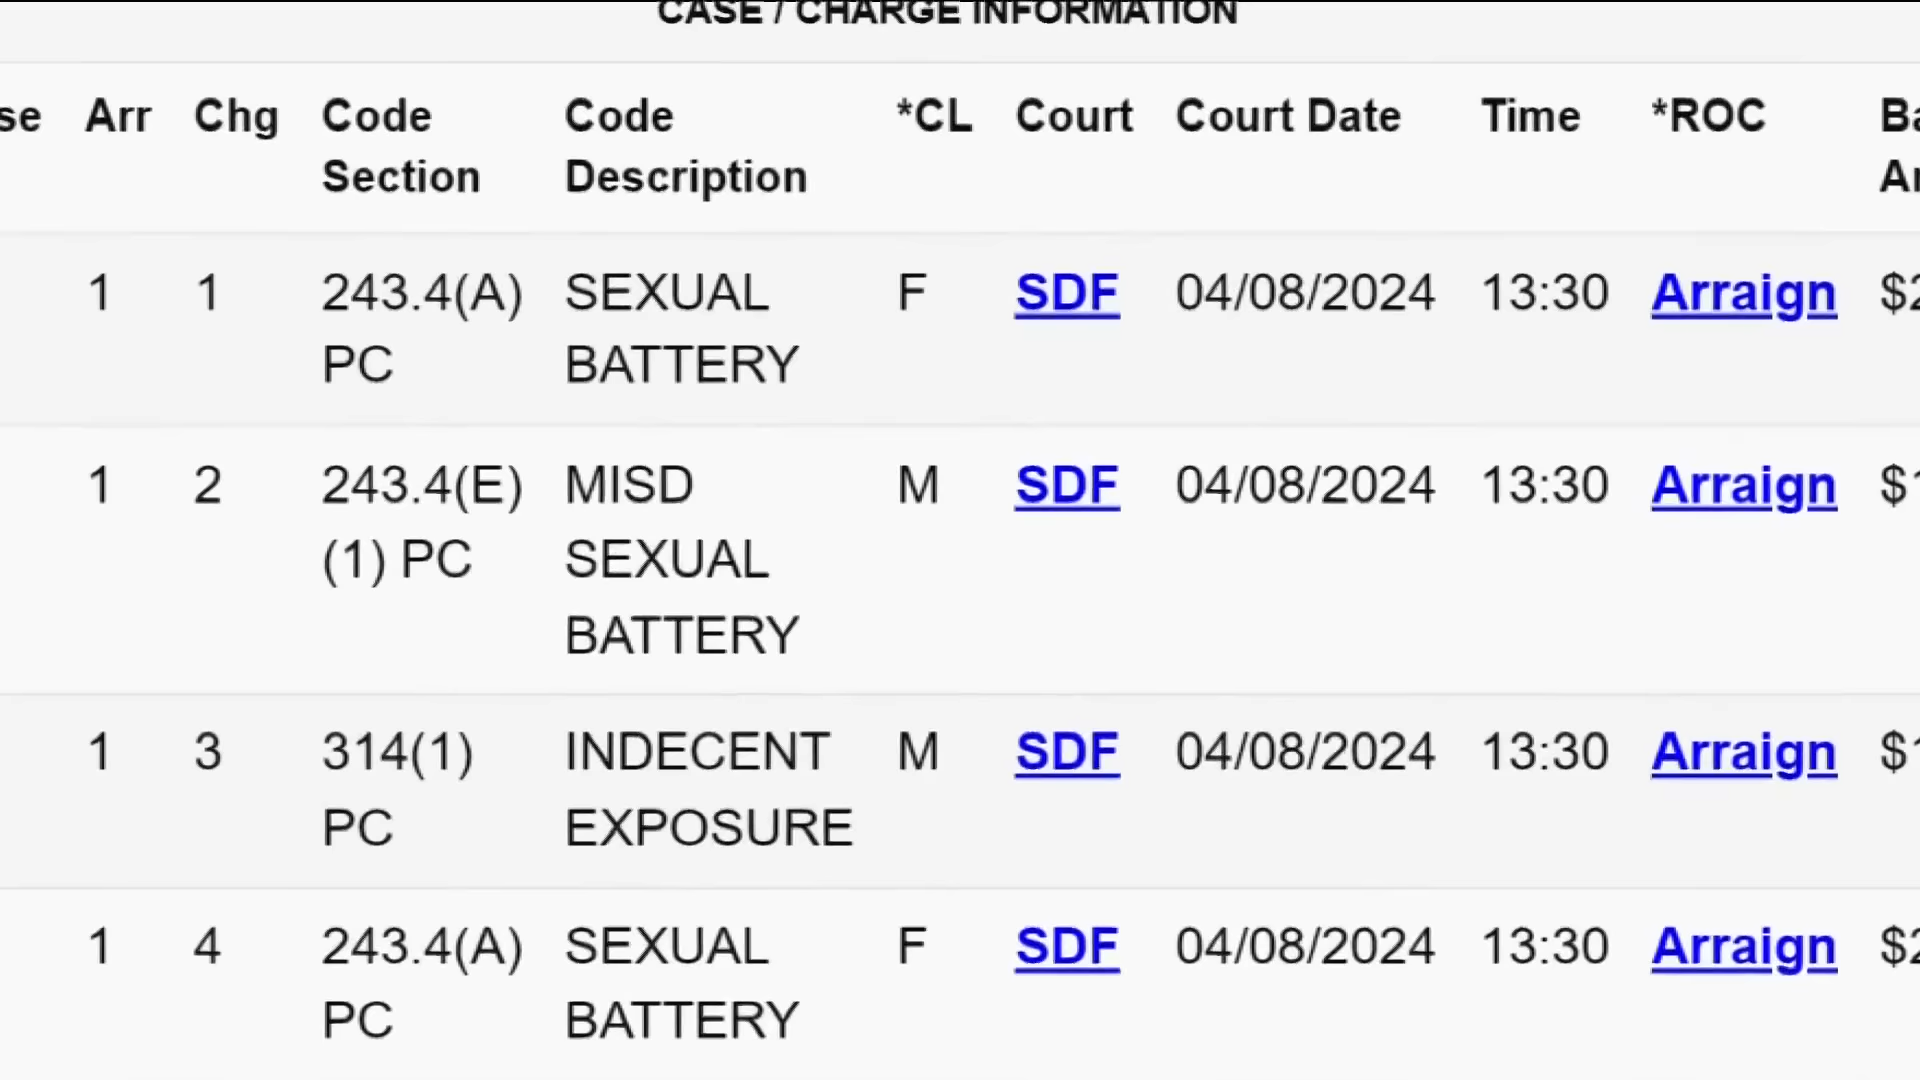 CASE / CHARGE INFORMATION
Arr Chg Code Code *CL Court Court Date Time *ROC
Section Description
1 1 243.4(A) SEXUAL F SDF 04/08/2024 13:30 Arraign
PC BATTERY
1 2 243.4(E) MISD M SDF 04/08/2024 13:30 Arraign
(1) PC SEXUAL
BATTERY
1 3 314(1) INDECENT M SDF 04/08/2024 13:30 Arraign
PC EXPOSURE
1 4 243.4(A) SEXUAL F SDF 04/08/2024 13:30 Arraign
PC BATTERY